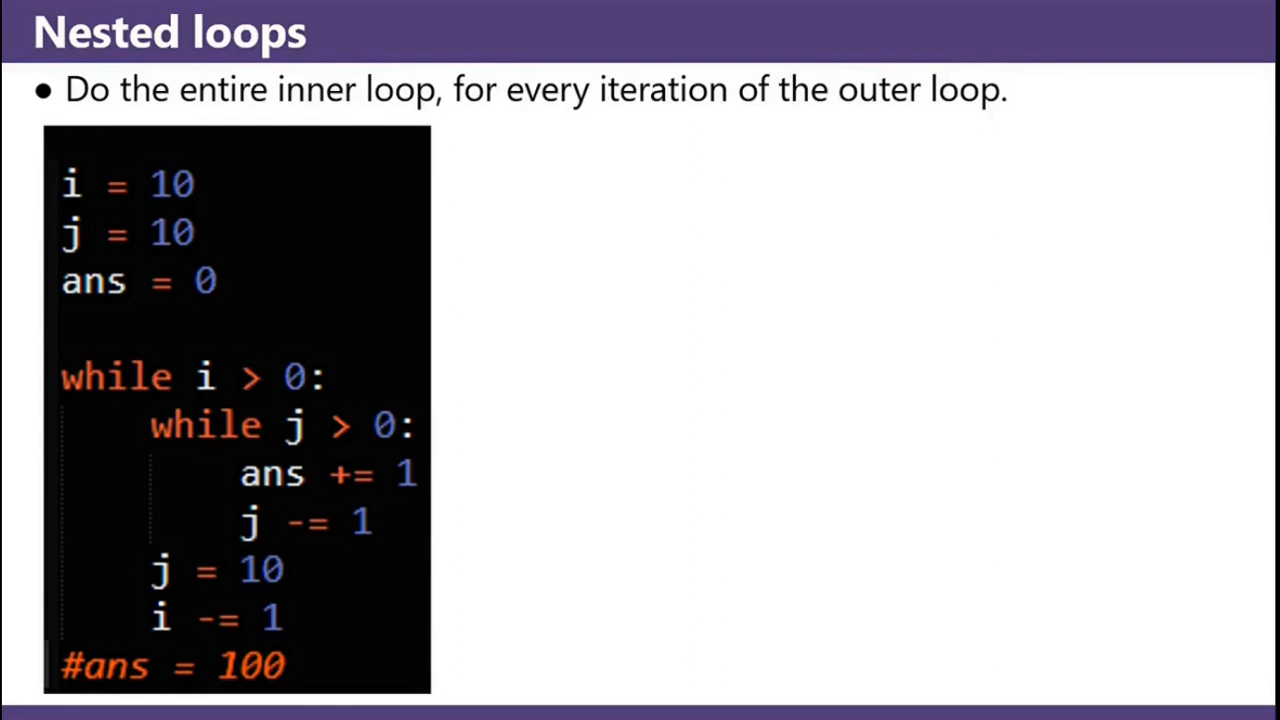 Nested loops
● Do the entire inner loop, for every iteration of the outer loop.
i = 10
j = 10
ans = 0
while i > 0:
while j > 0:
ans += 1
j -= 1
j = 10
i -= 1
#ans = 100